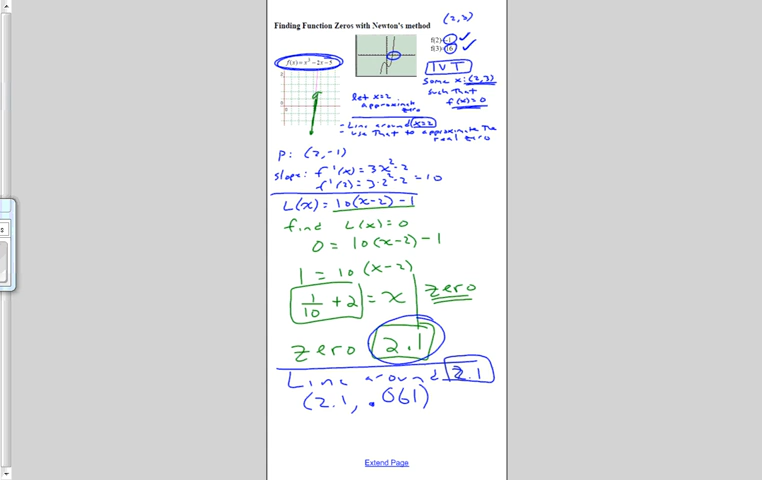 (2,3)
Finding Function Zeros with Newton's method
f(2)=-1 ✓
f(3)=16 ✓
f(x) = x³ - 2x - 5
IVT
some x: (2,3)
such that
f(x)=0
let x=2
approximate
zero
- Line around x=2
- use that to approximate the
real zero
p: (2,-1)
slope: f'(x) = 3x²-2
f'(2) = 3·2²-2 = 10
L(x) = 10(x-2) - 1
find L(x)=0
0 = 10(x-2) - 1
1 = 10(x-2)
1/10 + 2 = x zero
zero 2.1
Line around 2.1
(2.1, .061)
Extend Page